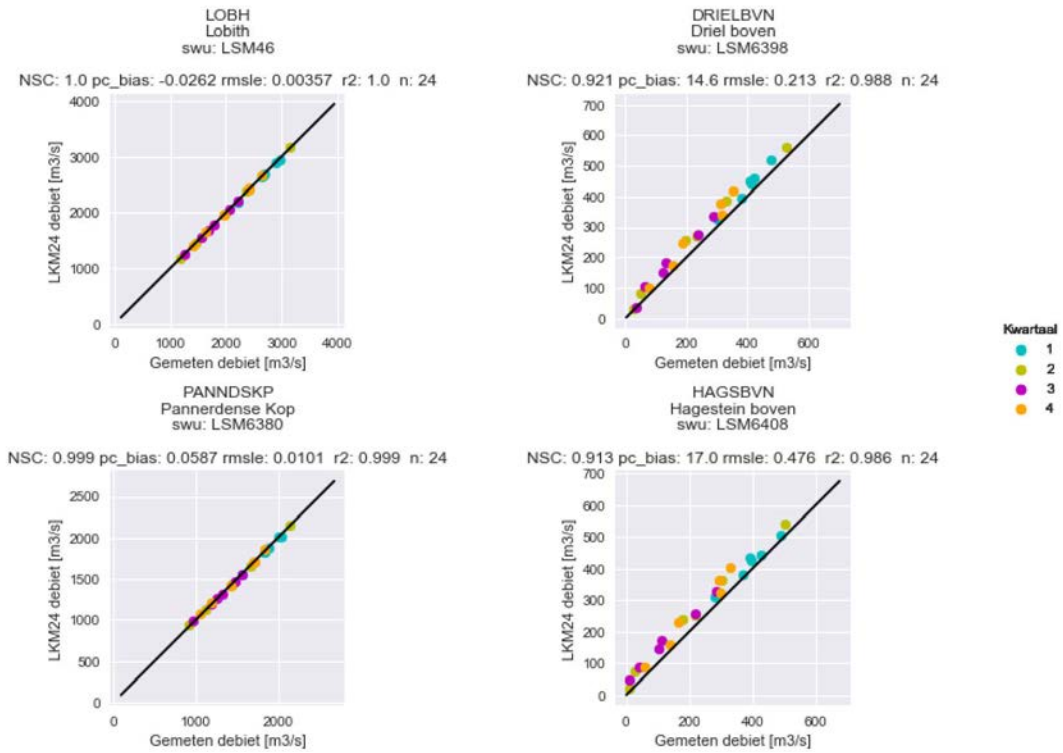 LOBH
Lobith
swu: LSM46
NSC: 1.0 pc_bias: -0.0262 rmsle: 0.00357 r2: 1.0 n: 24
4000
3000
2000
1000
0
LKM24 debiet [m3/s]
0 1000 2000 3000 4000
Gemeten debiet [m3/s]
DRIELBVN
Driel boven
swu: LSM6398
NSC: 0.921 pc_bias: 14.6 rmsle: 0.213 r2: 0.988 n: 24
700
600
500
400
300
200
100
0
LKM24 debiet [m3/s]
0 200 400 600
Gemeten debiet [m3/s]
Kwartaal
1
2
3
4
PANNDSKP
Pannerdense Kop
swu: LSM6380
NSC: 0.999 pc_bias: 0.0587 rmsle: 0.0101 r2: 0.999 n: 24
2500
2000
1500
1000
500
0
LKM24 debiet [m3/s]
0 1000 2000
Gemeten debiet [m3/s]
HAGSBVN
Hagestein boven
swu: LSM6408
NSC: 0.913 pc_bias: 17.0 rmsle: 0.476 r2: 0.986 n: 24
700
600
500
400
300
200
100
0
LKM24 debiet [m3/s]
0 200 400 600
Gemeten debiet [m3/s]